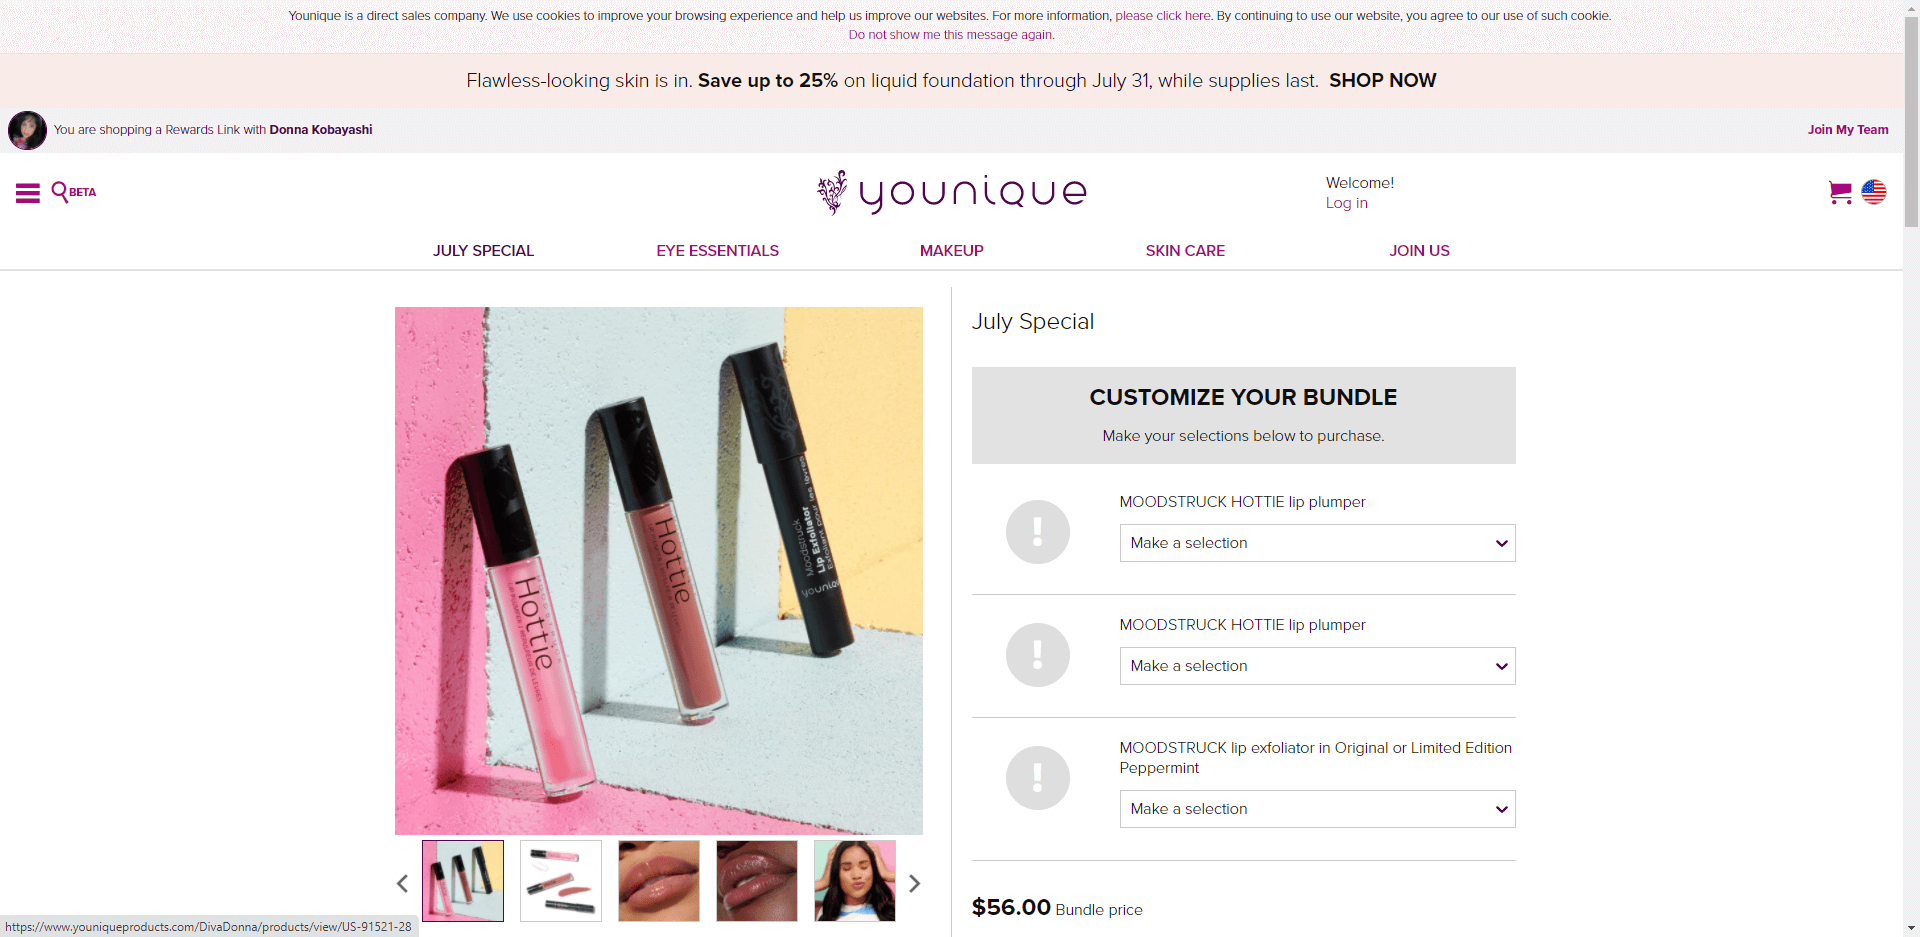 Younique is a direct sales company. We use cookies to improve your browsing experience and help us improve our websites. For more information, please click here. By continuing to use our website, you agree to our use of such cookie.
Do not show me this message again.
Flawless-looking skin is in. Save up to 25% on liquid foundation through July 31, while supplies last. SHOP NOW
You are shopping a Rewards Link with Donna Kobayashi
Join My Team
BETA
younique
Welcome!
Log in
JULY SPECIAL
EYE ESSENTIALS
MAKEUP
SKIN CARE
JOIN US
Hottie
Hottie
Moodstruck
Lip Exfoliator
younique
July Special
CUSTOMIZE YOUR BUNDLE
Make your selections below to purchase.
MOODSTRUCK HOTTIE lip plumper
Make a selection
MOODSTRUCK HOTTIE lip plumper
Make a selection
MOODSTRUCK lip exfoliator in Original or Limited Edition
Peppermint
Make a selection
$56.00 Bundle price
https://www.youniqueproducts.com/DivaDonna/products/view/US-91521-28